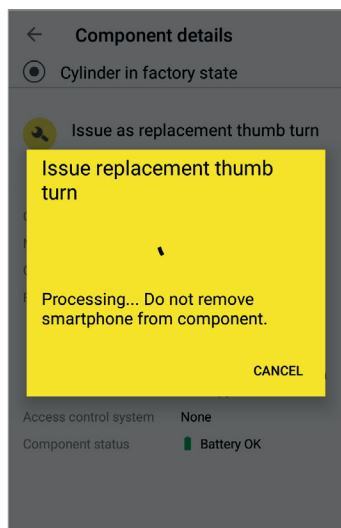 Component details
Cylinder in factory state
Issue as replacement thumb turn
Issue replacement thumb
turn
Processing... Do not remove
smartphone from component.
CANCEL
Access control system None
Component status Battery OK